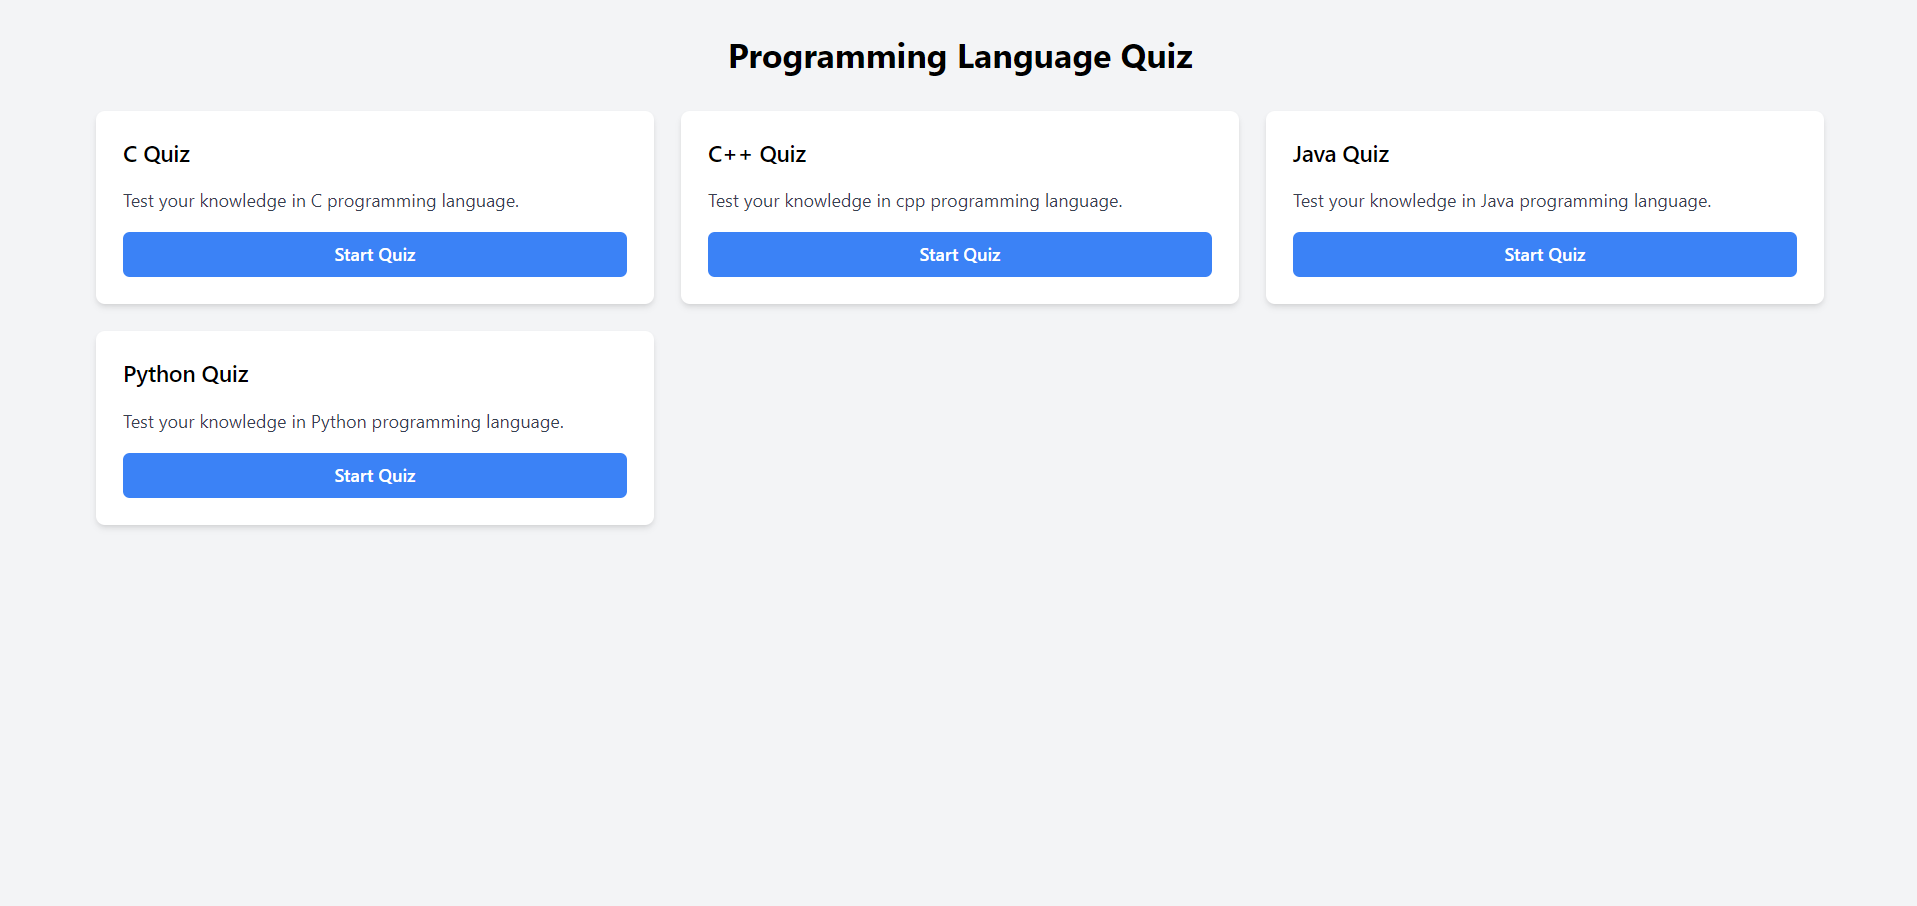 Programming Language Quiz
C Quiz
Test your knowledge in C programming language.
Start Quiz
C++ Quiz
Test your knowledge in cpp programming language.
Start Quiz
Java Quiz
Test your knowledge in Java programming language.
Start Quiz
Python Quiz
Test your knowledge in Python programming language.
Start Quiz